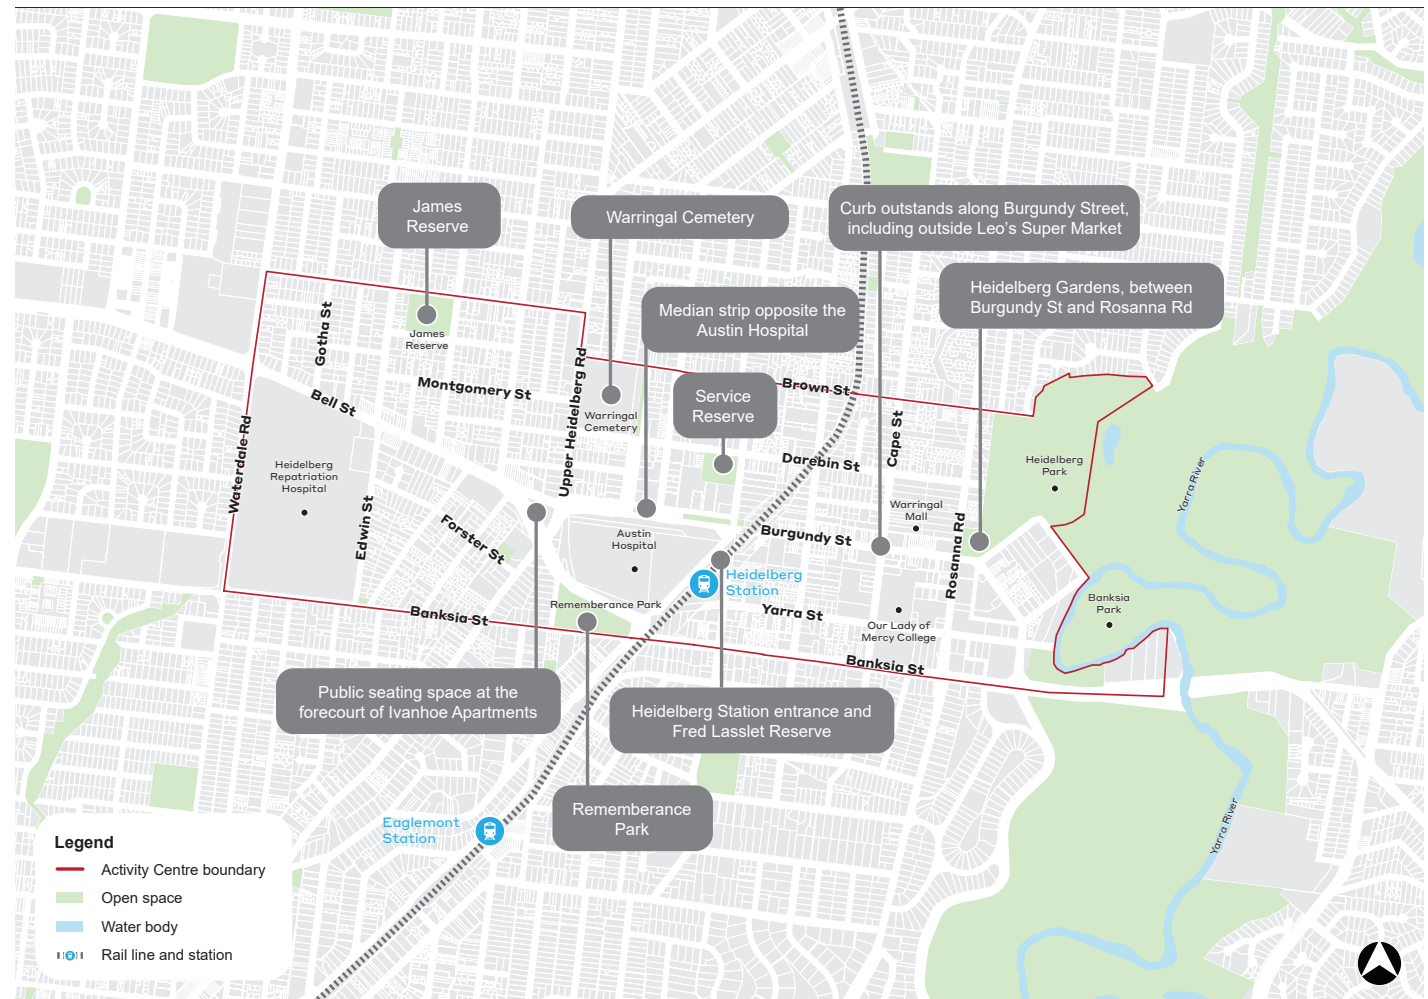 James
Reserve
Warringal Cemetery
Curb outstands along Burgundy Street,
including outside Leo's Super Market
Heidelberg Gardens, between
Burgundy St and Rosanna Rd
Median strip opposite the
Austin Hospital
Service
Reserve
Gotha St
James
Reserve
Montgomery St
Bell St
Upper Heidelberg Rd
Warringal
Cemetery
Brown St
Cape St
Darebin St
Waterdale Rd
Heidelberg
Repatriation
Hospital
Edwin St
Forster St
Austin
Hospital
Burgundy St
Warringal
Mall
Rosanna Rd
Heidelberg
Park
Yarra River
Heidelberg
Station
Rememberance Park
Banksia St
Yarra St
Our Lady of
Mercy College
Banksia
Park
Banksia St
Public seating space at the
forecourt of Ivanhoe Apartments
Heidelberg Station entrance and
Fred Lasslet Reserve
Rememberance
Park
Eaglemont
Station
Yarra River
Legend
Activity Centre boundary
Open space
Water body
Rail line and station